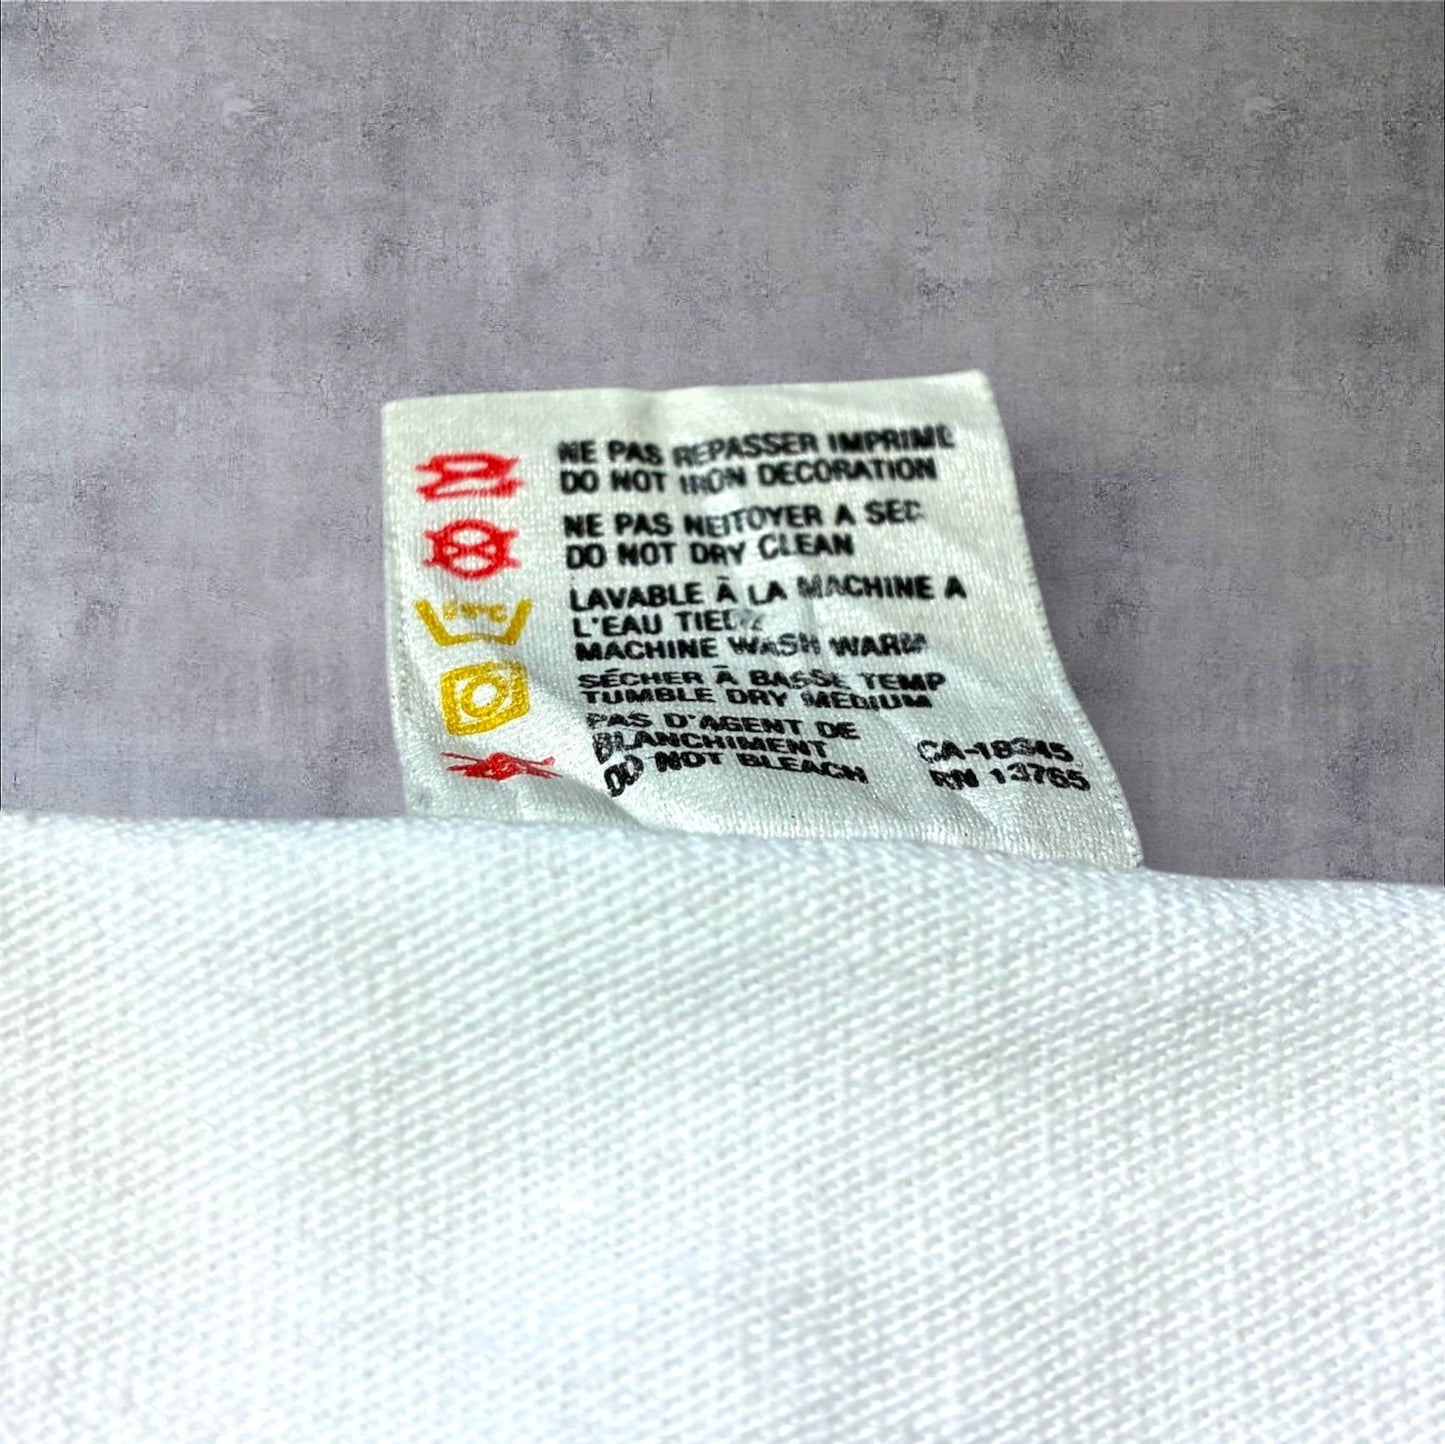 NE PAS REPASSER IMPRIMÉ
DO NOT IRON DECORATION
NE PAS NETTOYER A SEC
DO NOT DRY CLEAN
LAVABLE À LA MACHINE A
L'EAU TIEDE
MACHINE WASH WARM
SÉCHER À BASSE TEMP
TUMBLE DRY MEDIUM
PAS D'AGENT DE
BLANCHIMENT
DO NOT BLEACH
CA-18345
RN 13765